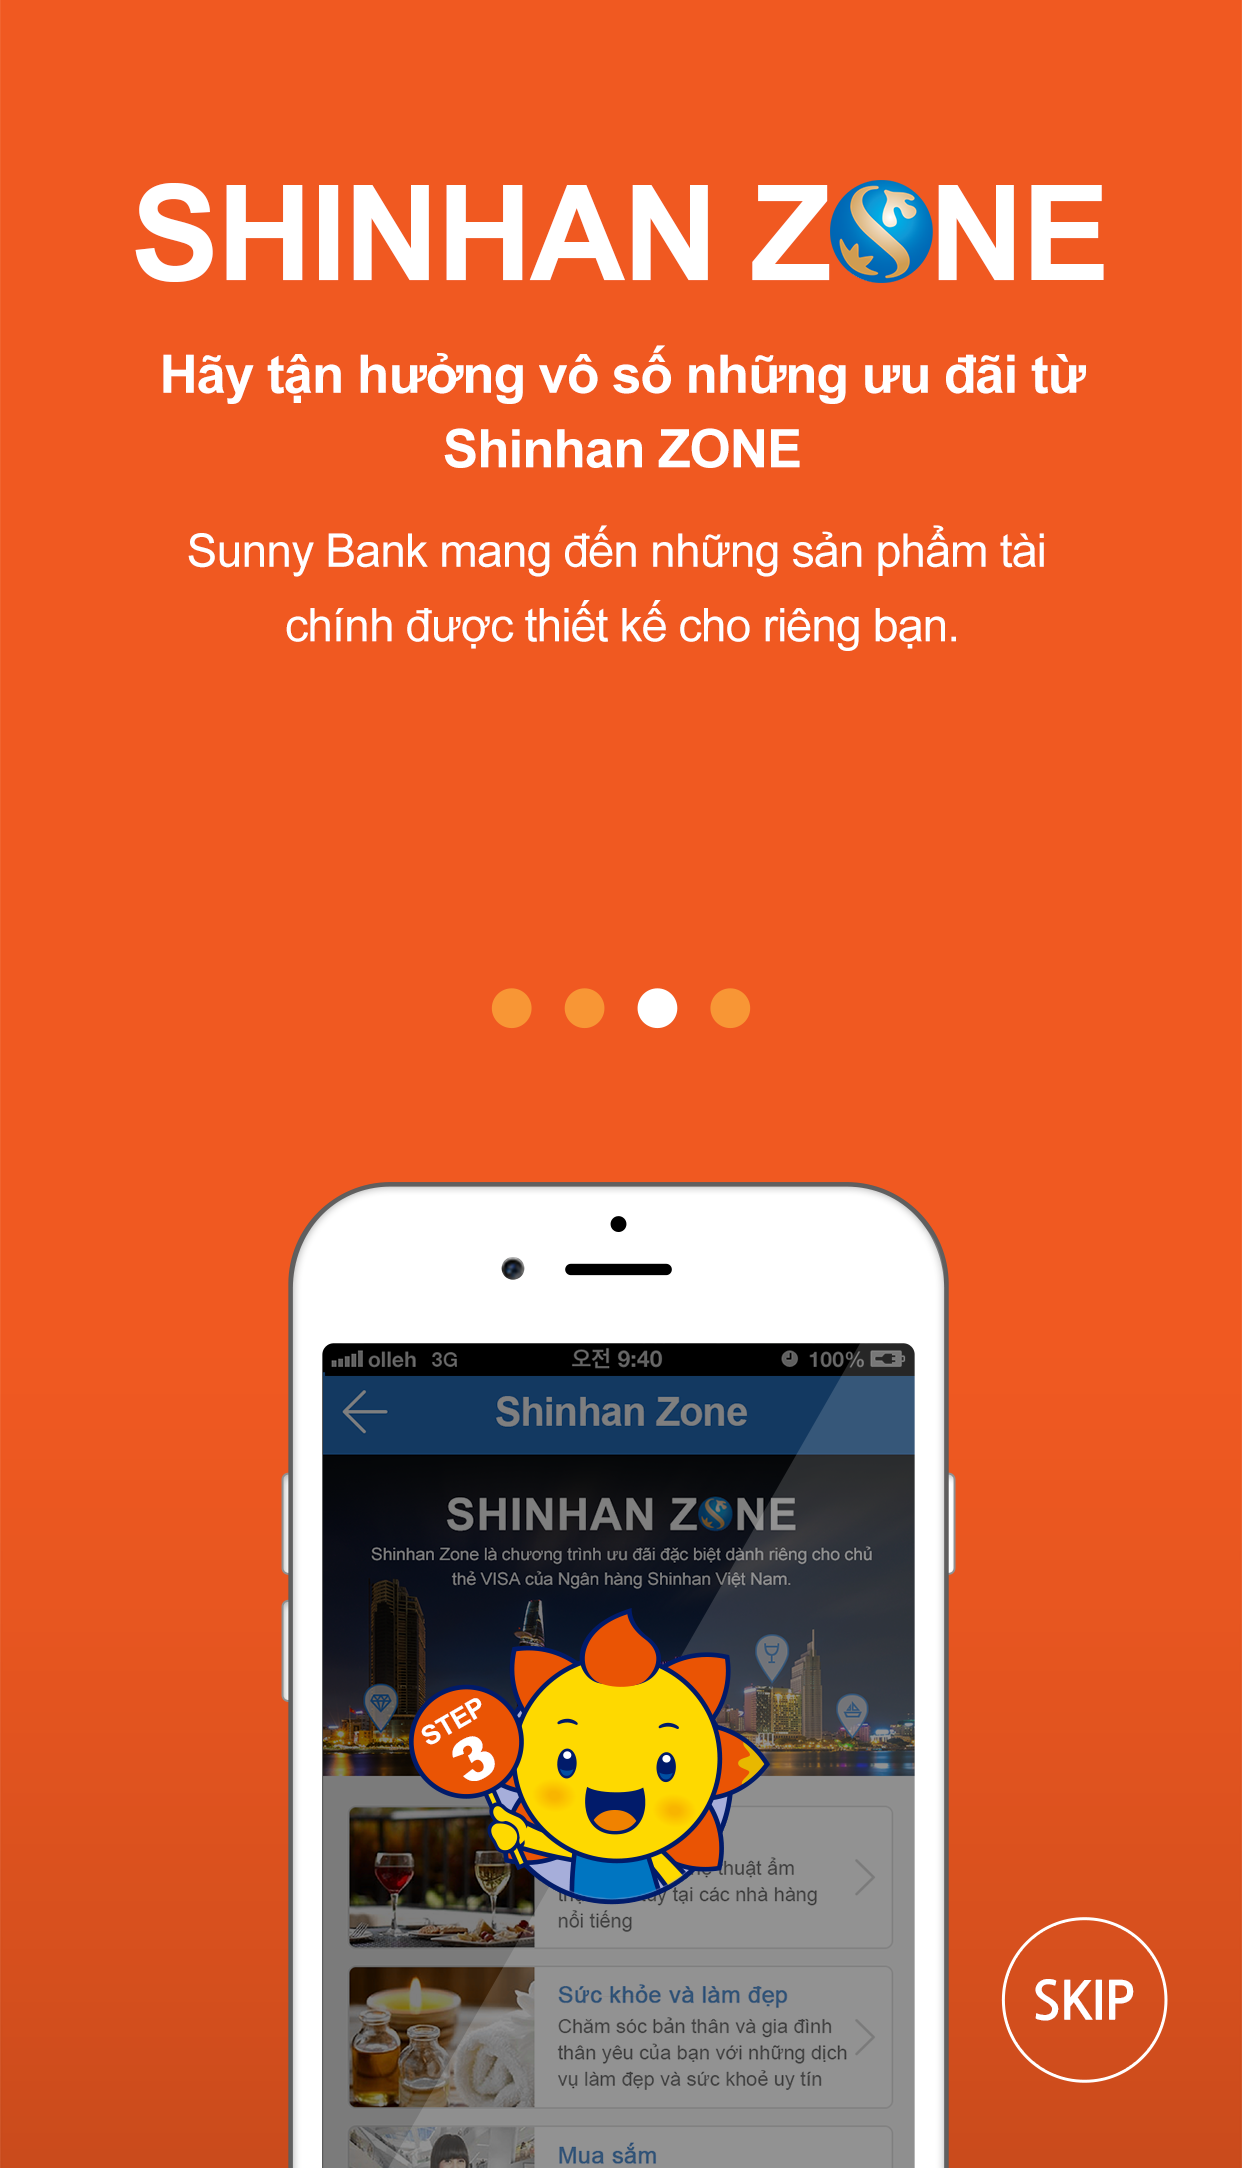 SHINHAN ZONE
Hãy tận hưởng vô số những ưu đãi từ
Shinhan ZONE
Sunny Bank mang đến những sản phẩm tài
chính được thiết kế cho riêng bạn.
olleh 3G 오전 9:40 100%
Shinhan Zone
SHINHAN ZONE
Shinhan Zone là chương trình ưu đãi đặc biệt dành riêng cho chủ
thẻ VISA của Ngân hàng Shinhan Việt Nam.
STEP
3
thuật ẩm
tại các nhà hàng
nổi tiếng
Sức khỏe và làm đẹp
Chăm sóc bản thân và gia đình
thân yêu của bạn với những dịch
vụ làm đẹp và sức khoẻ uy tín
SKIP
Mua sắm